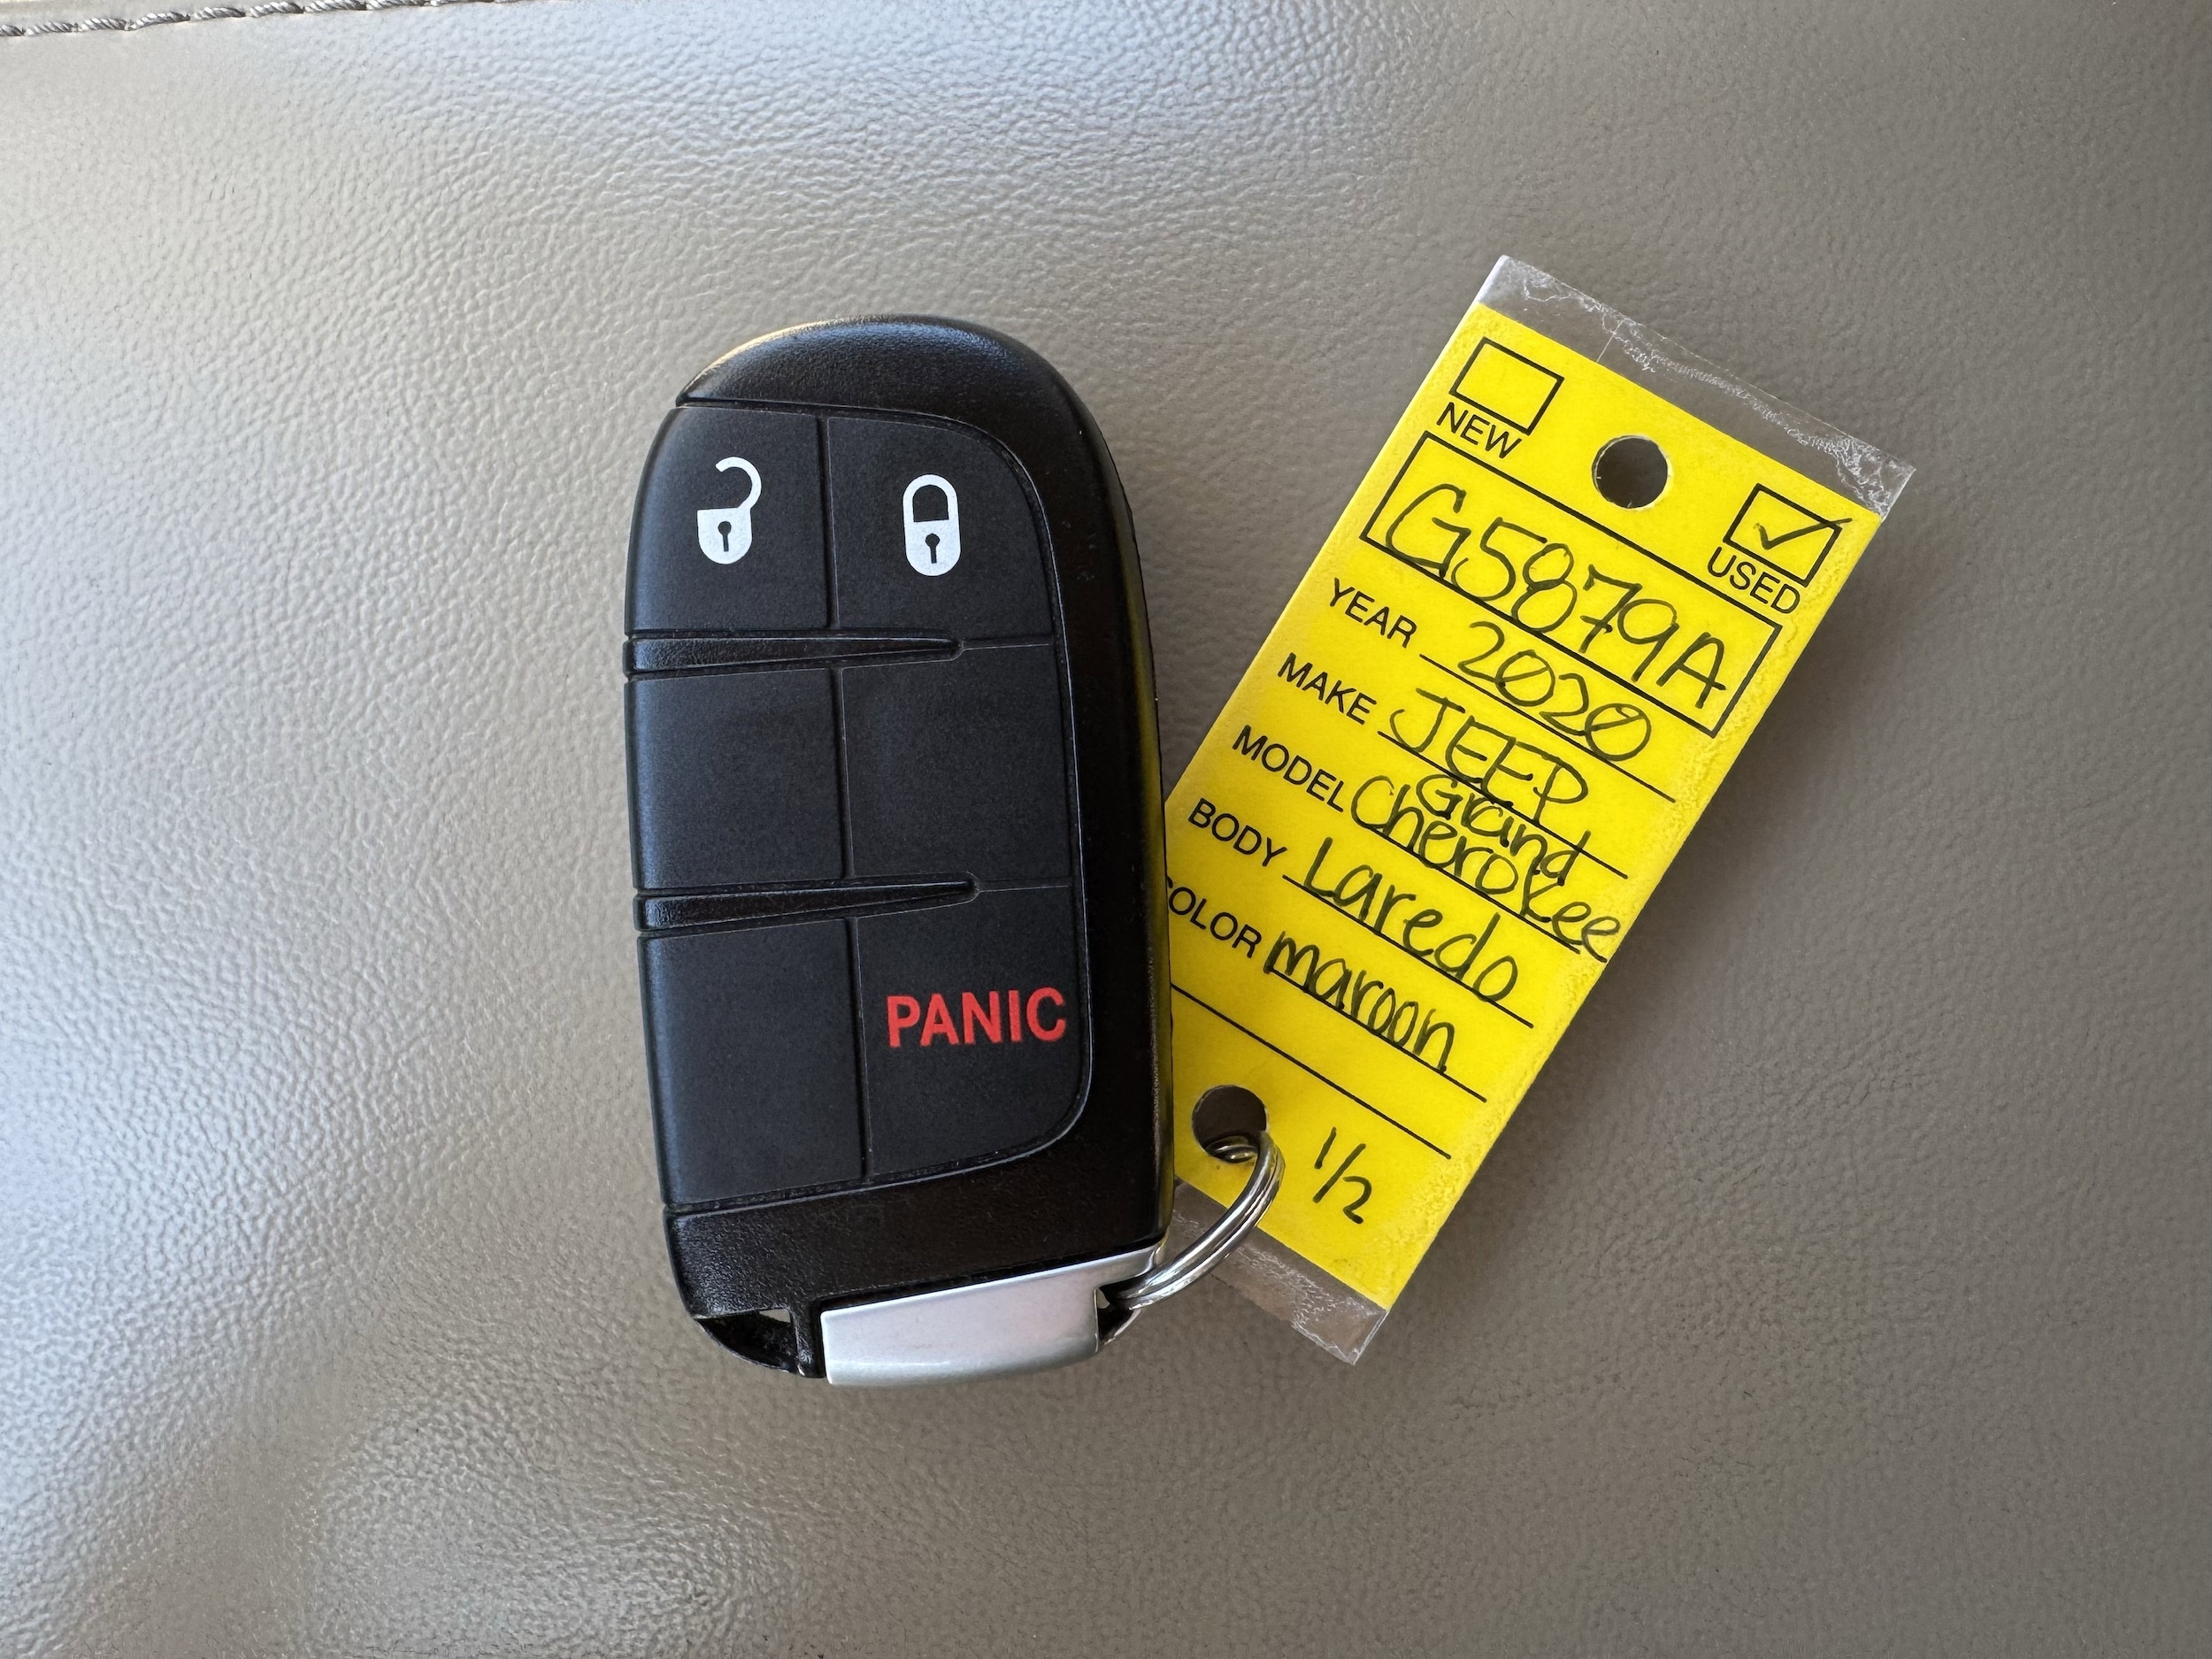 PANIC
NEW
USED
G5879A
YEAR 2020
MAKE JEEP
Grand
MODEL Cherokee
BODY Laredo
COLOR maroon
1/2